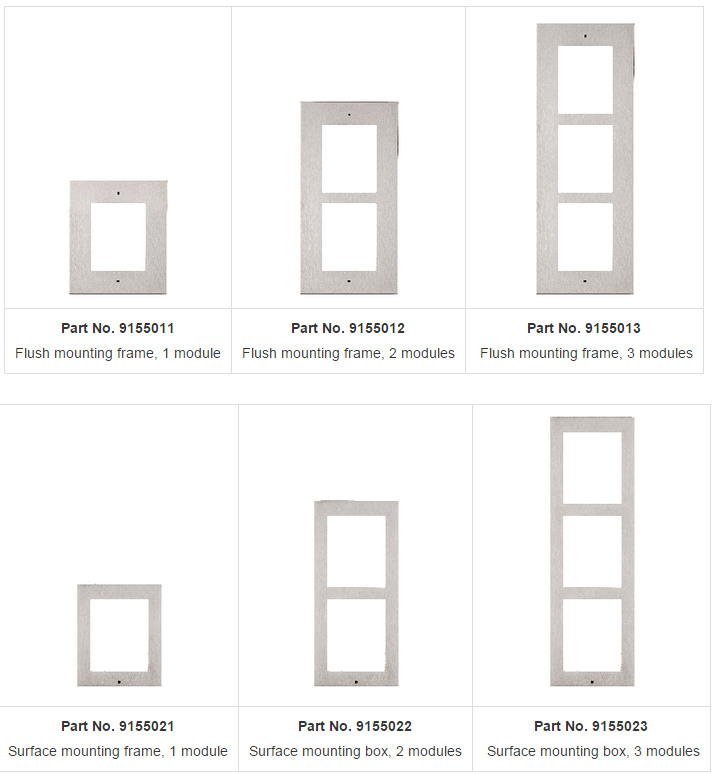 Part No. 9155011
Flush mounting frame, 1 module
Part No. 9155012
Flush mounting frame, 2 modules
Part No. 9155013
Flush mounting frame, 3 modules
Part No. 9155021
Surface mounting frame, 1 module
Part No. 9155022
Surface mounting box, 2 modules
Part No. 9155023
Surface mounting box, 3 modules